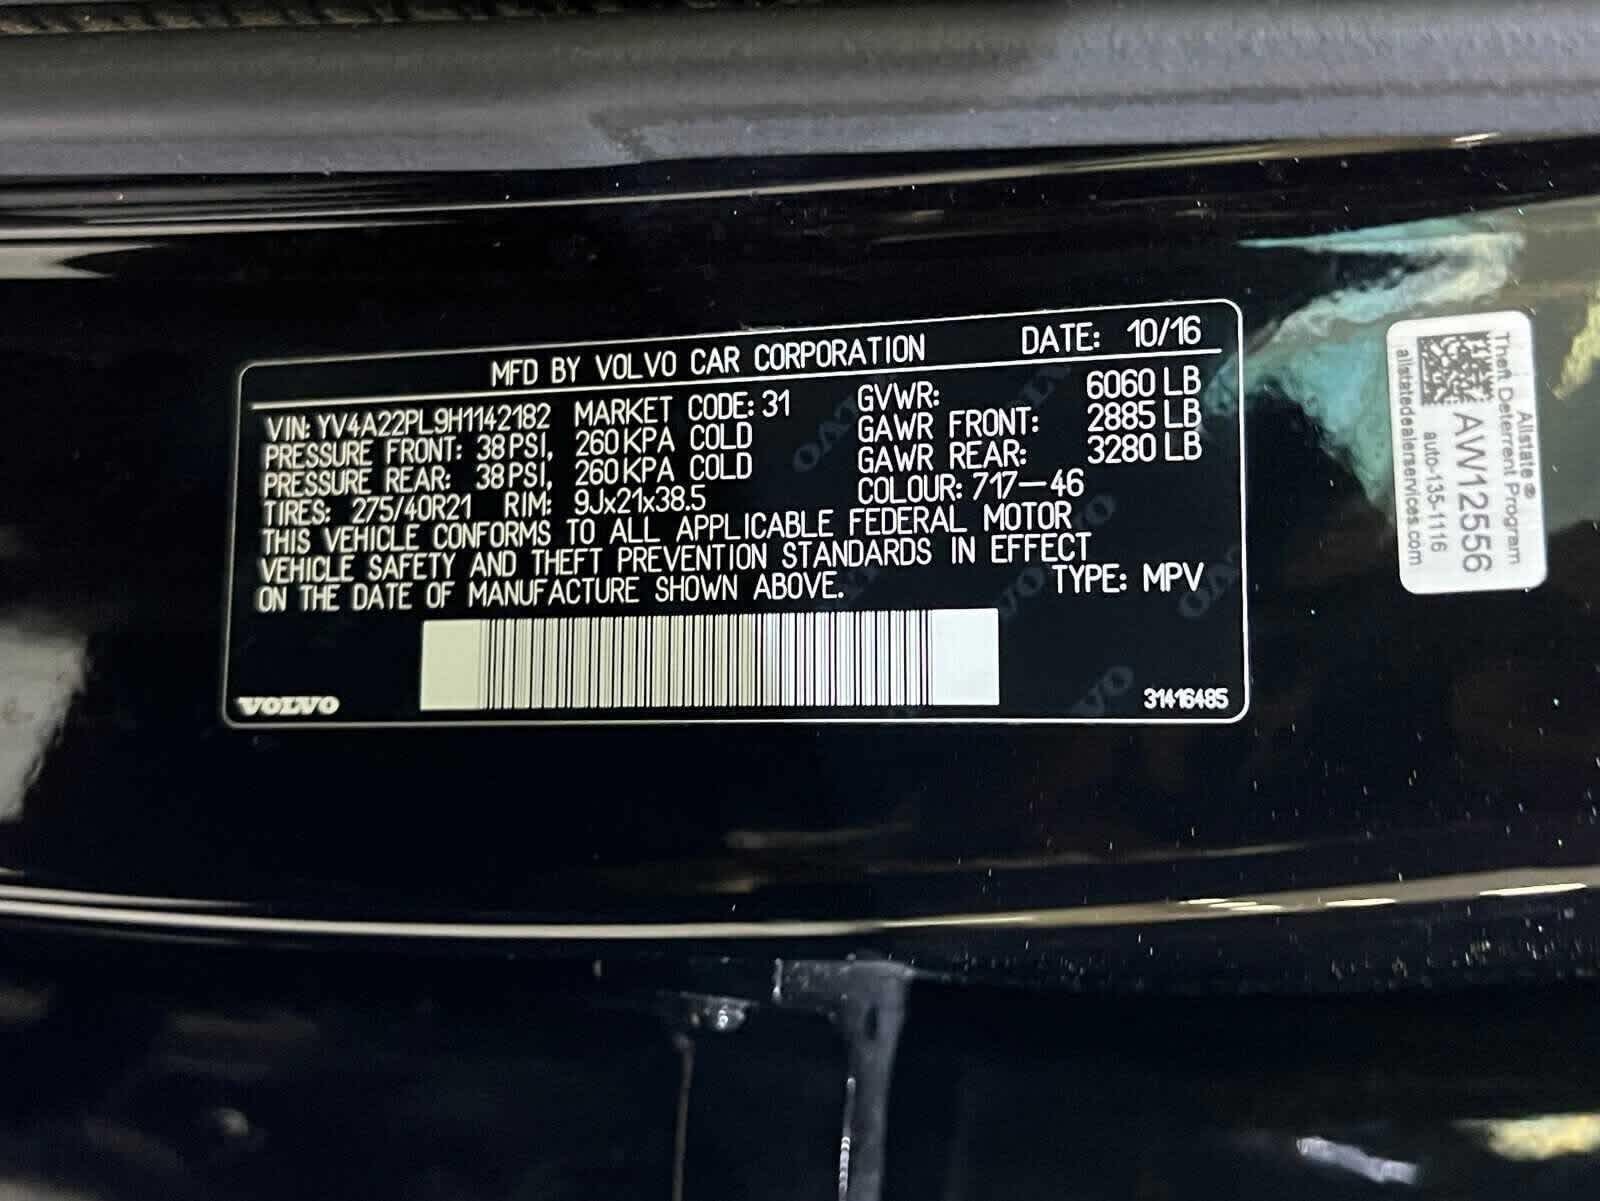 MFD BY VOLVO CAR CORPORATION DATE: 10/16
VIN: YV4A22PL9H1142182 MARKET CODE: 31 GVWR: 6060 LB
PRESSURE FRONT: 38 PSI, 260 KPA COLD GAWR FRONT: 2885 LB
PRESSURE REAR: 38 PSI, 260 KPA COLD GAWR REAR: 3280 LB
TIRES: 275/40R21 RIM: 9Jx21x38.5 COLOUR: 717-46
THIS VEHICLE CONFORMS TO ALL APPLICABLE FEDERAL MOTOR
VEHICLE SAFETY AND THEFT PREVENTION STANDARDS IN EFFECT
ON THE DATE OF MANUFACTURE SHOWN ABOVE. TYPE: MPV
VOLVO 31416485
Allstate®
Theft Deterrent Program
AW12556
auto-135-1116
allstatedealerservices.com